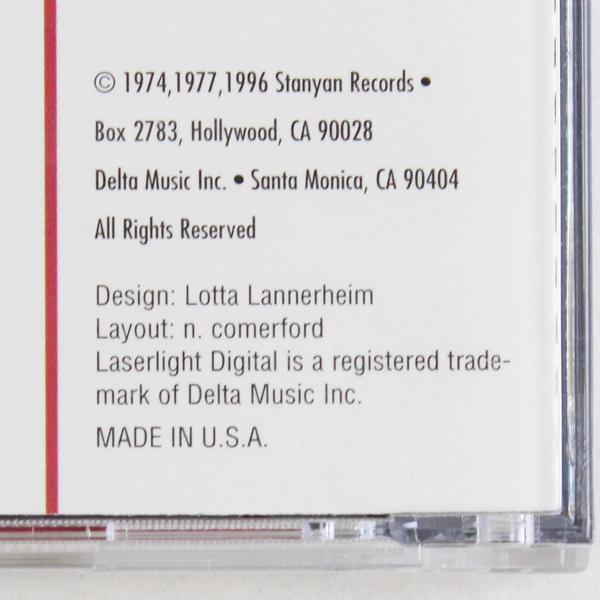 © 1974,1977,1996 Stanyan Records •
Box 2783, Hollywood, CA 90028
Delta Music Inc. • Santa Monica, CA 90404
All Rights Reserved
Design: Lotta Lannerheim
Layout: n. comerford
Laserlight Digital is a registered trade-
mark of Delta Music Inc.
MADE IN U.S.A.